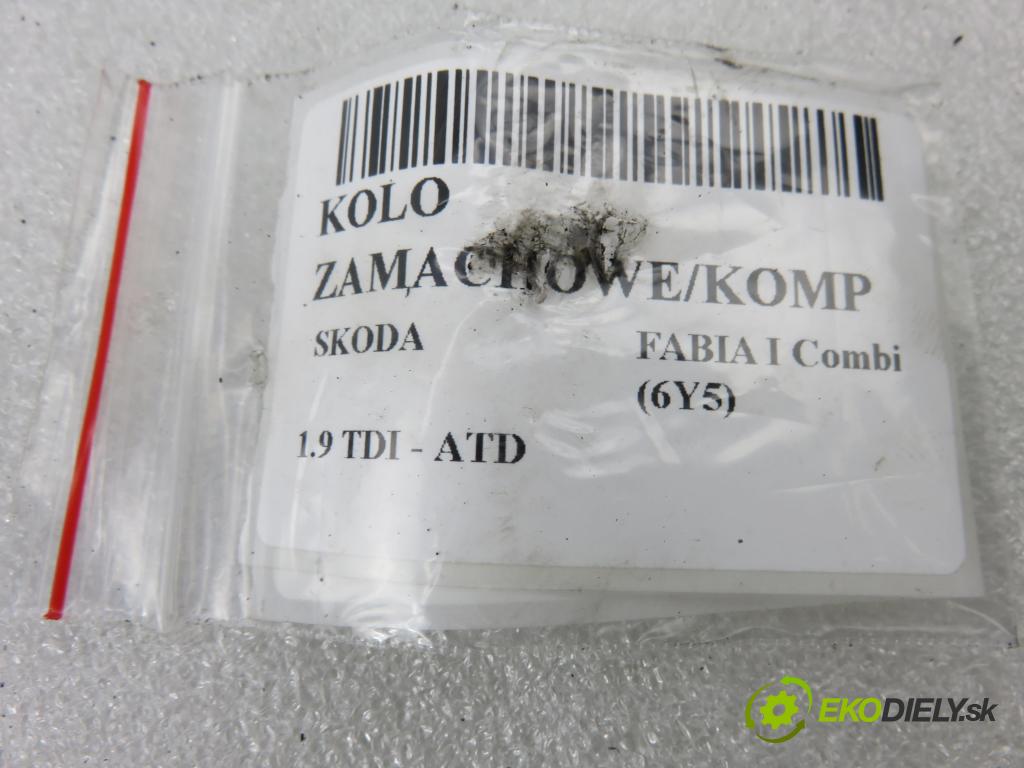 KOLO
ZAMACHOWE/KOMP
SKODA
FABIA I Combi
(6Y5)
1.9 TDI - ATD
EKODIELY.sk